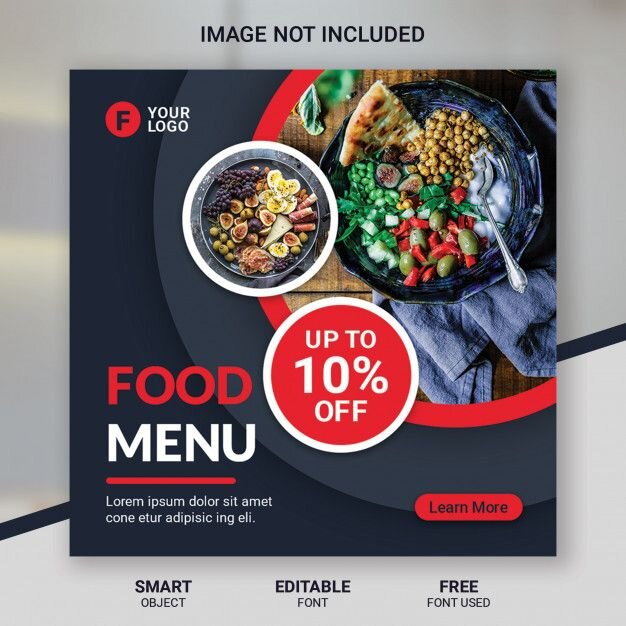 IMAGE NOT INCLUDED
F
YOUR
LOGO
UP TO
10%
OFF
FOOD
MENU
Lorem ipsum dolor sit amet
cone etur adipisic ing eli.
Learn More
SMART
OBJECT
EDITABLE
FONT
FREE
FONT USED